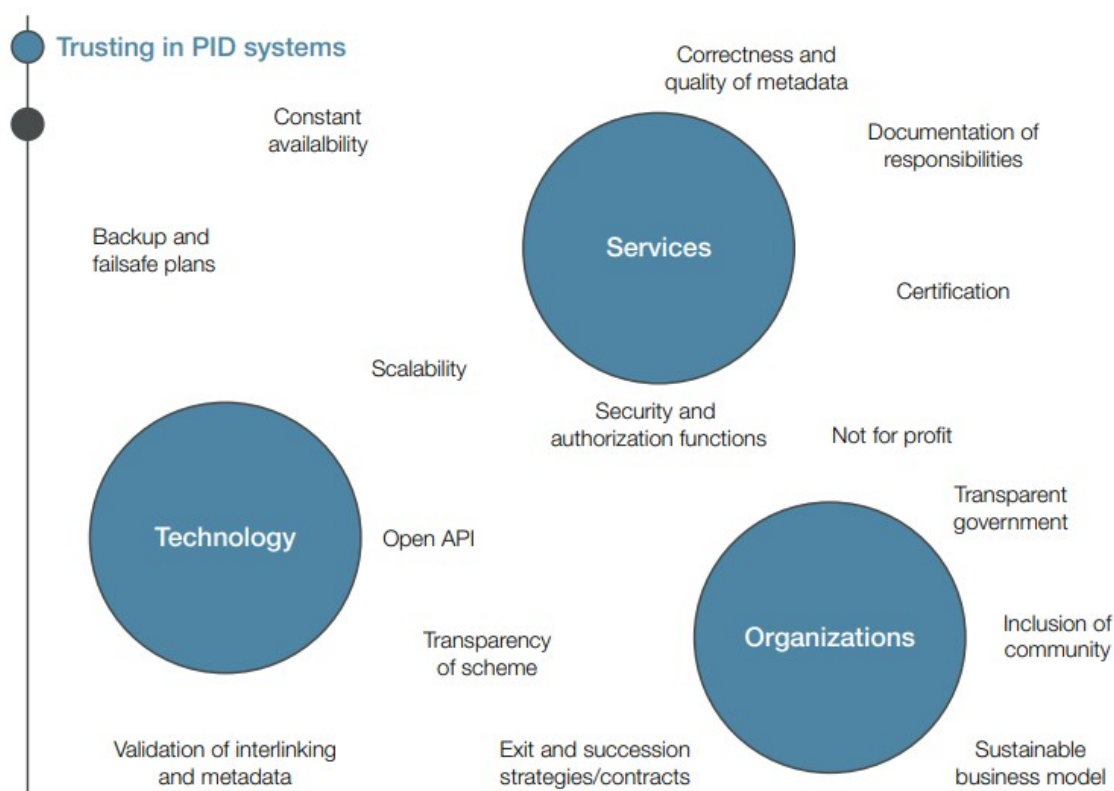 Trusting in PID systems
Correctness and
quality of metadata
Constant
availalbility
Documentation of
responsibilities
Backup and
failsafe plans
Services
Certification
Scalability
Security and
authorization functions
Not for profit
Transparent
government
Technology
Open API
Inclusion of
community
Organizations
Transparency
of scheme
Validation of interlinking
and metadata
Exit and succession
strategies/contracts
Sustainable
business model